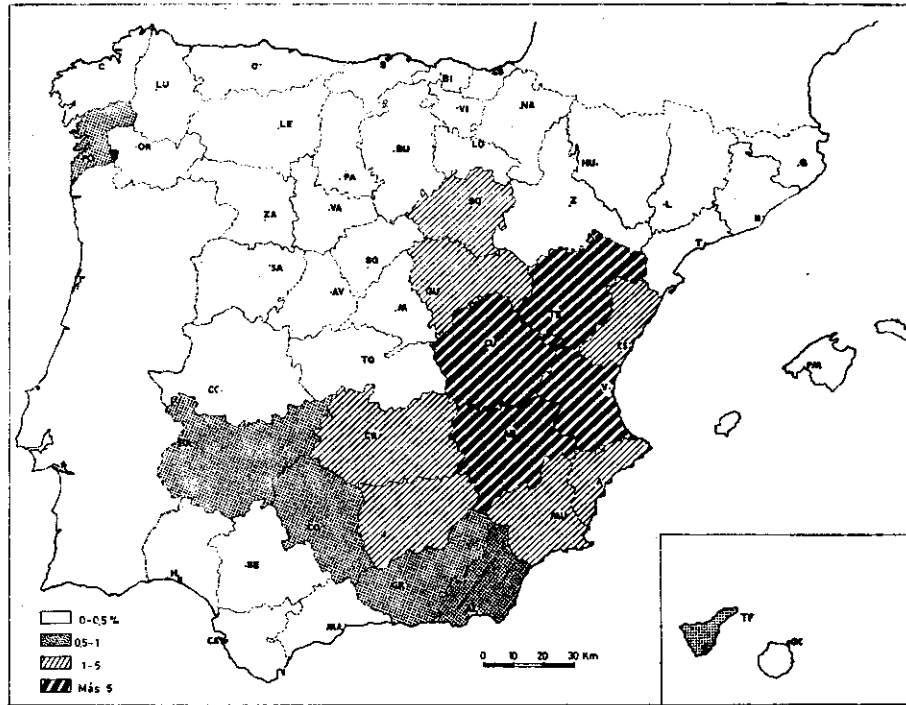 C
LU
O
S
BI
SS
VI
NA
LE
OR
PA
BU
LO
HU
L
G
B
ZA
VA
SO
Z
T
SA
SG
AV
M
GU
TE
CS
PM
CC
TO
CU
V
BA
CR
AB
CO
J
MU
A
H
SE
GR
AL
CA
MA
TF
GC
0-0,5%
0,5-1
1-5
Más 5
0 10 20 30 Km